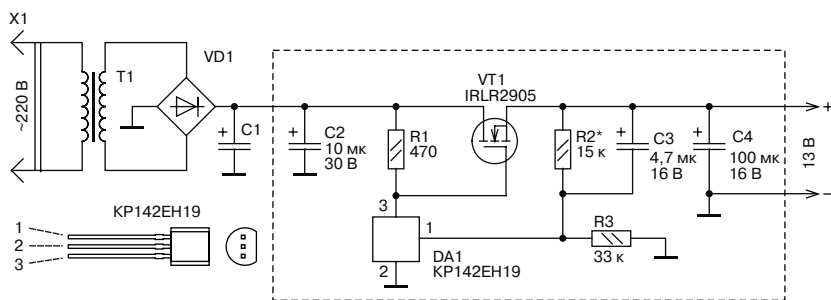 X1
~220 В
T1
VD1
+
C1
+
C2
10 мк
30 В
R1
470
VT1
IRLR2905
R2*
15 к
+
C3
4,7 мк
16 В
+
C4
100 мк
16 В
+
13 В
–
3
1
2
DA1
КР142ЕН19
R3
33 к
КР142ЕН19
1
2
3